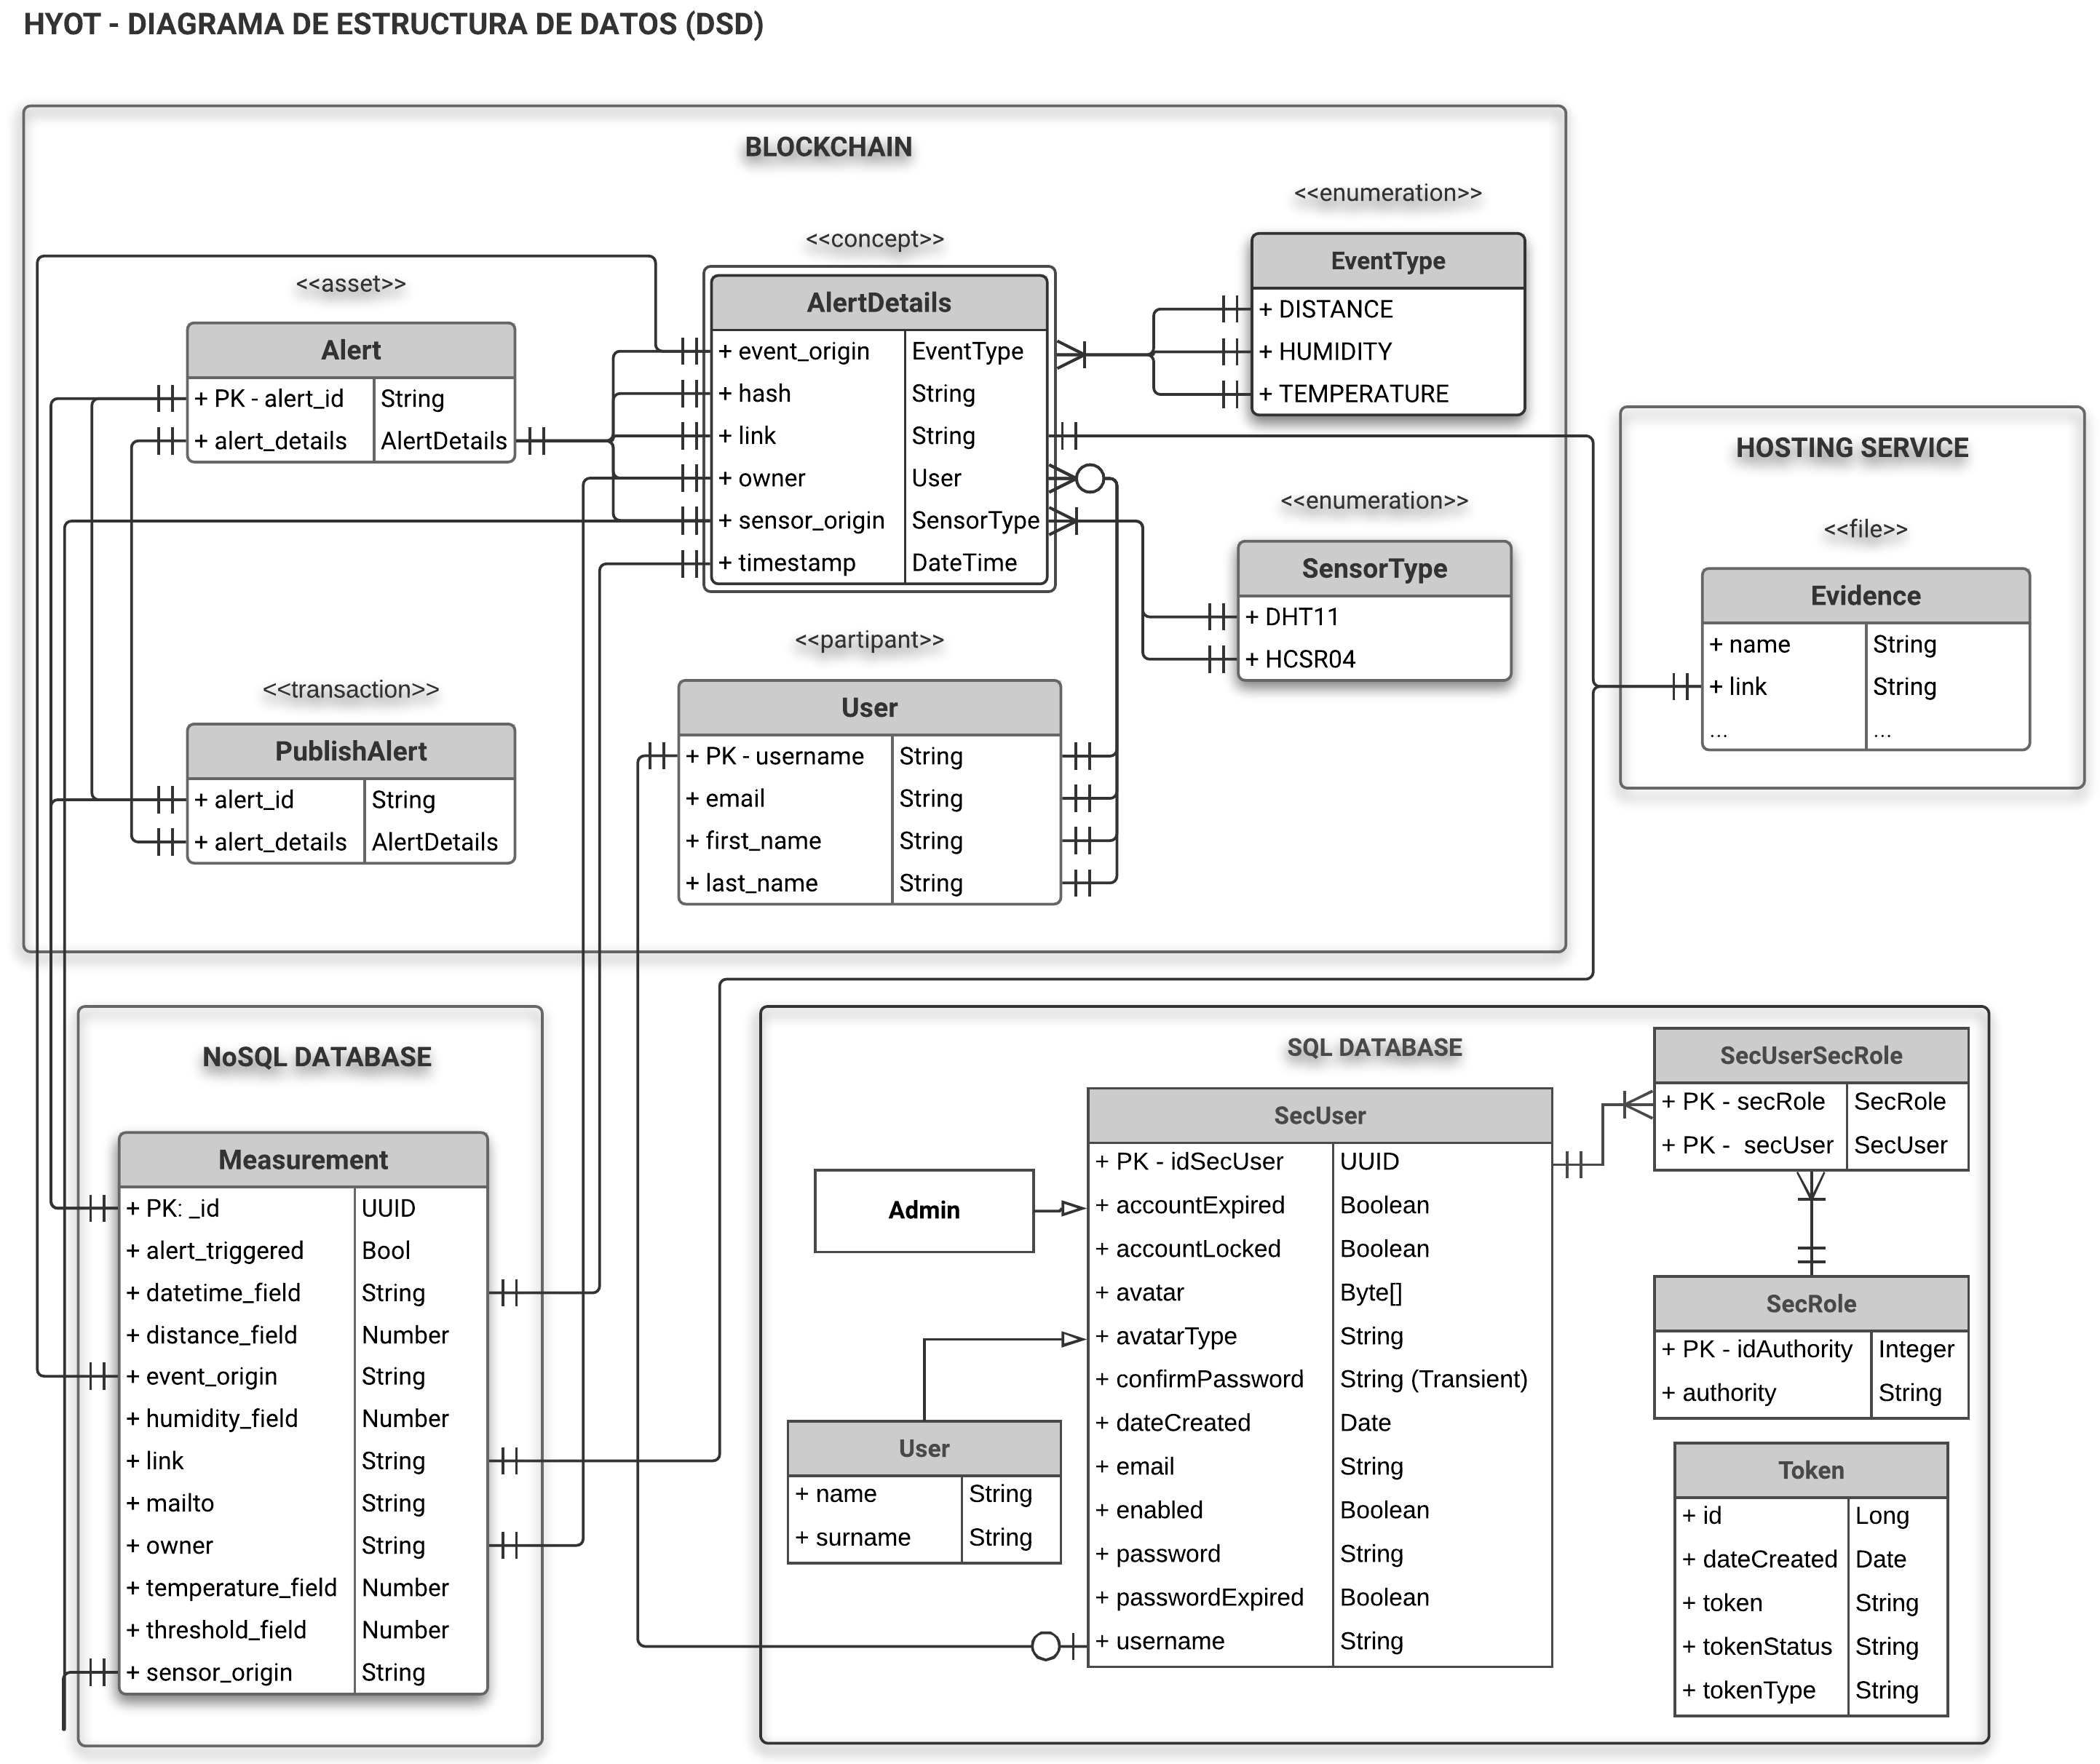 HYOT - DIAGRAMA DE ESTRUCTURA DE DATOS (DSD)
BLOCKCHAIN
<<asset>>
Alert
+ PK - alert_id String
+ alert_details AlertDetails
<<transaction>>
PublishAlert
+ alert_id String
+ alert_details AlertDetails
<<concept>>
AlertDetails
+ event_origin EventType
+ hash String
+ link String
+ owner User
+ sensor_origin SensorType
+ timestamp DateTime
<<partipant>>
User
+ PK - username String
+ email String
+ first_name String
+ last_name String
<<enumeration>>
EventType
+ DISTANCE
+ HUMIDITY
+ TEMPERATURE
<<enumeration>>
SensorType
+ DHT11
+ HCSR04
HOSTING SERVICE
<<file>>
Evidence
+ name String
+ link String
... ...
NoSQL DATABASE
Measurement
+ PK: _id UUID
+ alert_triggered Bool
+ datetime_field String
+ distance_field Number
+ event_origin String
+ humidity_field Number
+ link String
+ mailto String
+ owner String
+ temperature_field Number
+ threshold_field Number
+ sensor_origin String
SQL DATABASE
Admin
User
+ name String
+ surname String
SecUser
+ PK - idSecUser UUID
+ accountExpired Boolean
+ accountLocked Boolean
+ avatar Byte[]
+ avatarType String
+ confirmPassword String (Transient)
+ dateCreated Date
+ email String
+ enabled Boolean
+ password String
+ passwordExpired Boolean
+ username String
SecUserSecRole
+ PK - secRole SecRole
+ PK - secUser SecUser
SecRole
+ PK - idAuthority Integer
+ authority String
Token
+ id Long
+ dateCreated Date
+ token String
+ tokenStatus String
+ tokenType String